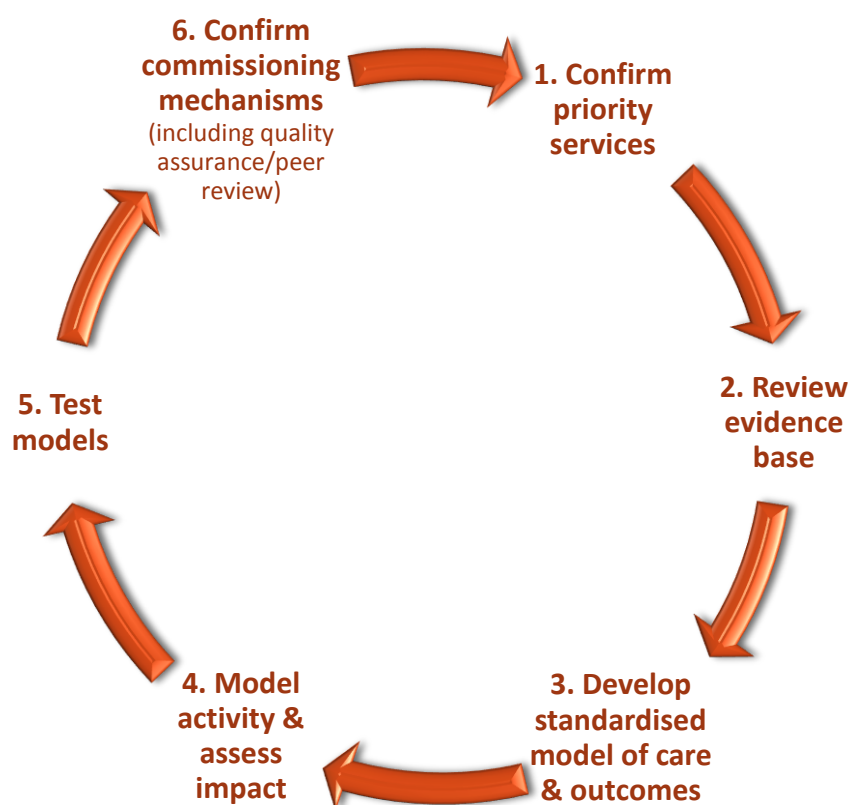 1. Confirm
priority
services
2. Review
evidence
base
3. Develop
standardised
model of care
& outcomes
4. Model
activity &
assess
impact
5. Test
models
6. Confirm
commissioning
mechanisms
(including quality
assurance/peer
review)